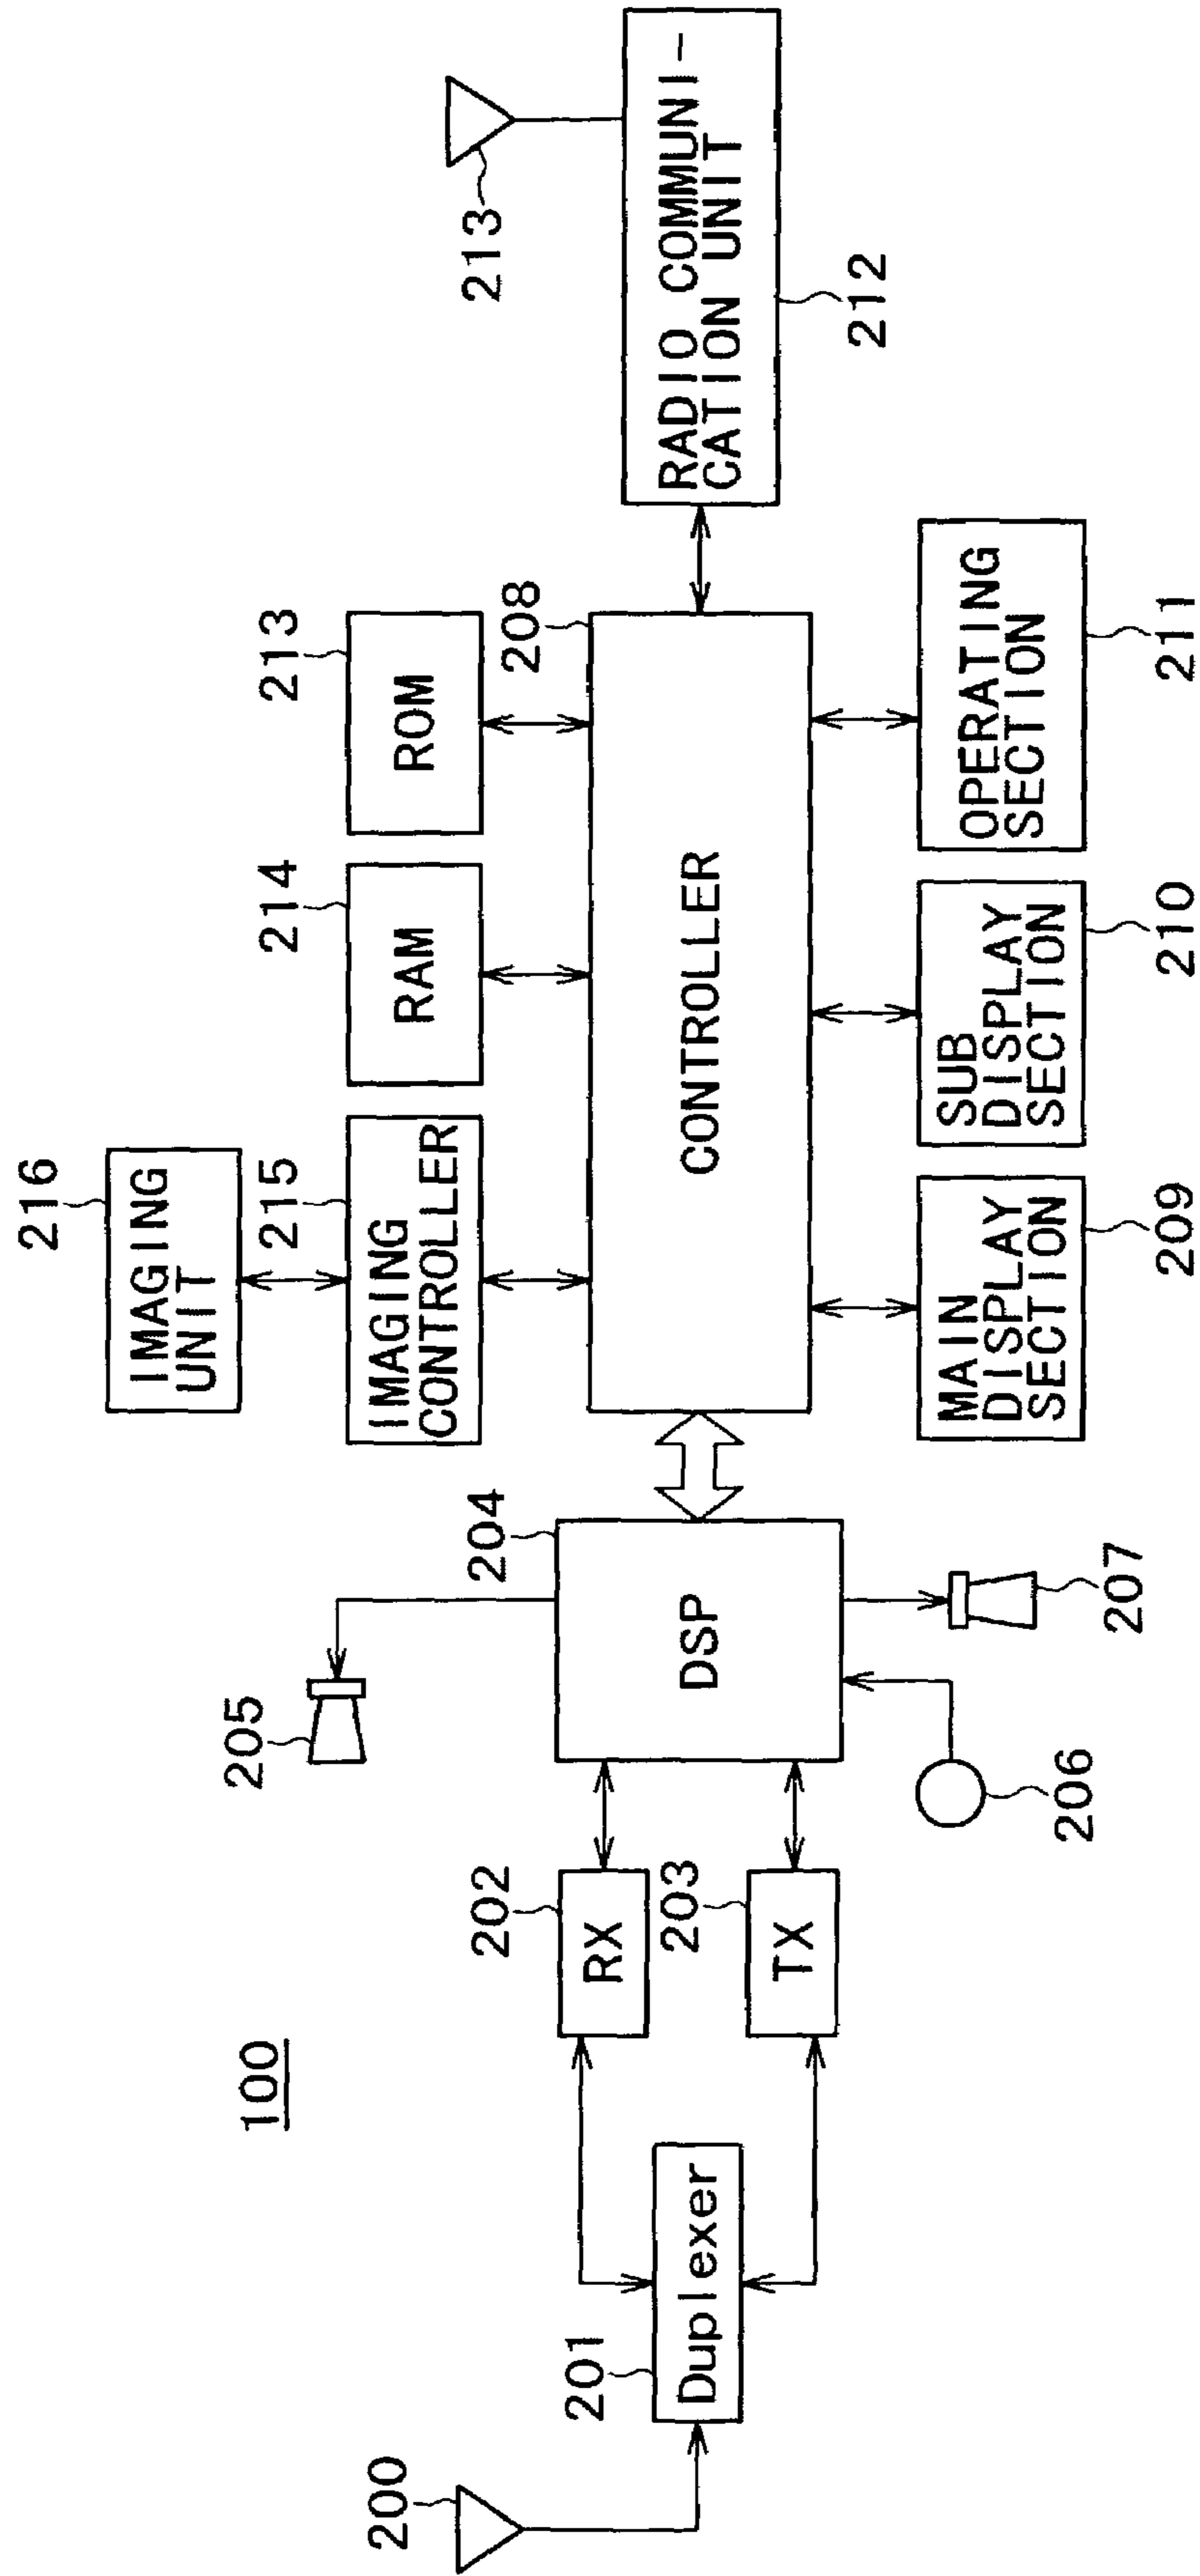 100
200
201
Duplexer
202
RX
203
TX
204
DSP
205
206
207
216
IMAGING
UNIT
215
IMAGING
CONTROLLER
214
RAM
213
ROM
208
CONTROLLER
MAIN
DISPLAY
SECTION
209
SUB
DISPLAY
SECTION
210
OPERATING
SECTION
211
213
RADIO COMMUNI-
CATION UNIT
212